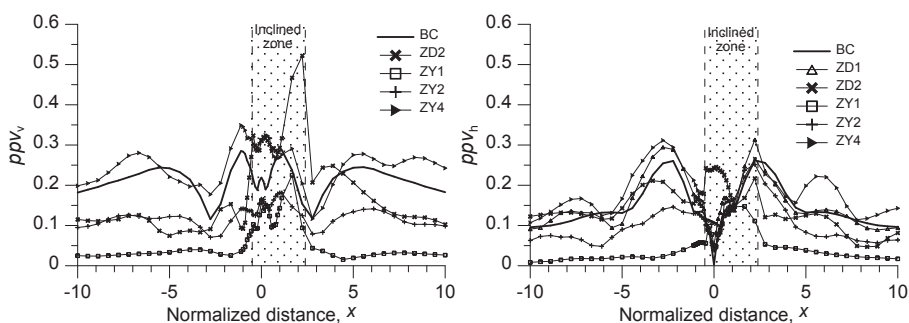 0.6
0.5
0.4
0.3
0.2
0.1
0
ppv_v
Inclined
zone
BC
ZD2
ZY1
ZY2
ZY4
-10
-5
0
5
10
Normalized distance, x
0.6
0.5
0.4
0.3
0.2
0.1
0
ppv_h
Inclined
zone
BC
ZD1
ZD2
ZY1
ZY2
ZY4
-10
-5
0
5
10
Normalized distance, x